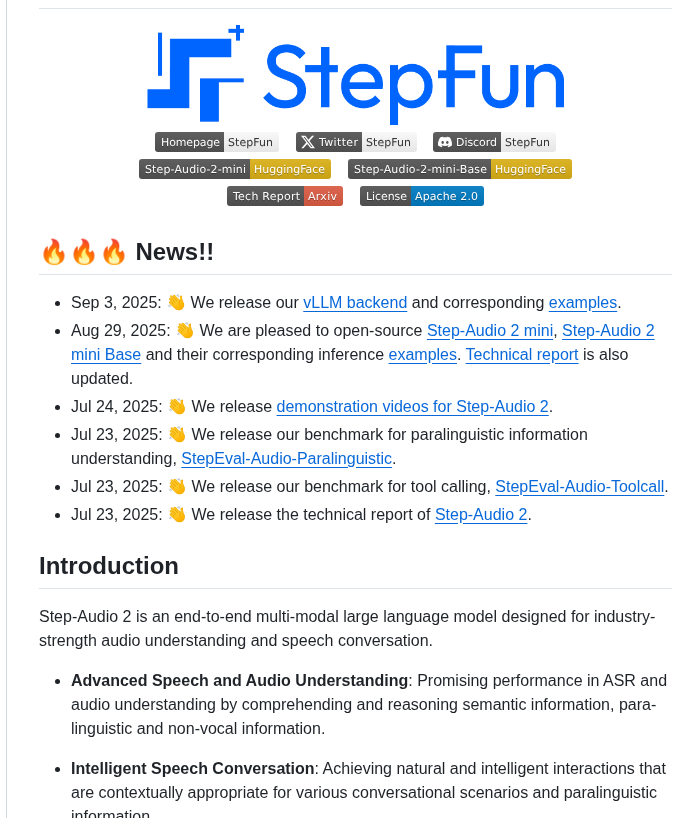 StepFun
Homepage StepFun Twitter StepFun Discord StepFun
Step-Audio-2-mini HuggingFace Step-Audio-2-mini-Base HuggingFace
Tech Report Arxiv License Apache 2.0
🔥🔥🔥 News!!
• Sep 3, 2025: 👋 We release our vLLM backend and corresponding examples.
• Aug 29, 2025: 👋 We are pleased to open-source Step-Audio 2 mini, Step-Audio 2
mini Base and their corresponding inference examples. Technical report is also
updated.
• Jul 24, 2025: 👋 We release demonstration videos for Step-Audio 2.
• Jul 23, 2025: 👋 We release our benchmark for paralinguistic information
understanding, StepEval-Audio-Paralinguistic.
• Jul 23, 2025: 👋 We release our benchmark for tool calling, StepEval-Audio-Toolcall.
• Jul 23, 2025: 👋 We release the technical report of Step-Audio 2.
Introduction
Step-Audio 2 is an end-to-end multi-modal large language model designed for industry-
strength audio understanding and speech conversation.
• Advanced Speech and Audio Understanding: Promising performance in ASR and
audio understanding by comprehending and reasoning semantic information, para-
linguistic and non-vocal information.
• Intelligent Speech Conversation: Achieving natural and intelligent interactions that
are contextually appropriate for various conversational scenarios and paralinguistic
information.